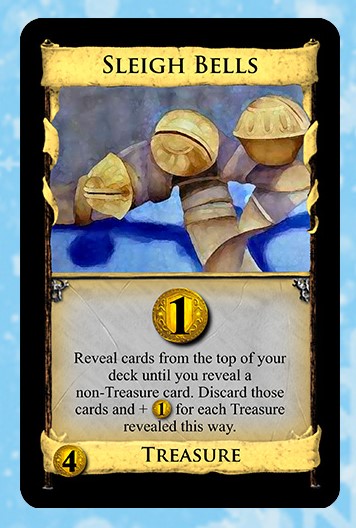 SLEIGH BELLS
1
Reveal cards from the top of your
deck until you reveal a
non-Treasure card. Discard those
cards and + 1 for each Treasure
revealed this way.
4 TREASURE